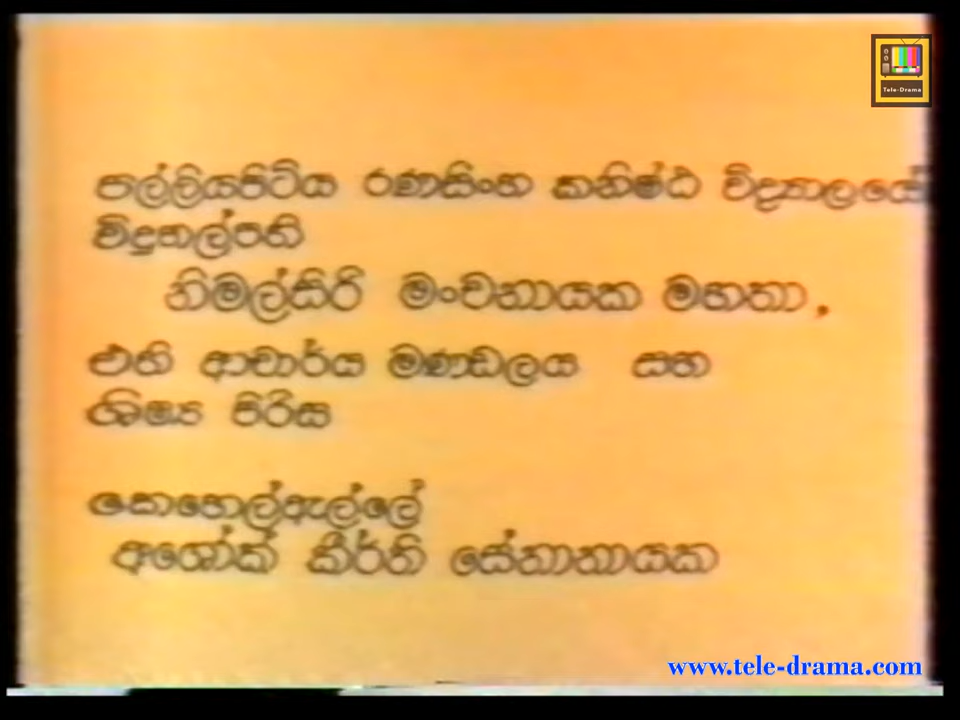 Tele-Drama
පල්ලියපිටිය රණසිංහ කනිෂ්ඨ විද්‍යාලයේ
විදුහල්පති
නිමල්සිරි මංචනායක මහතා,
එහි ආචාර්ය මණ්ඩලය සහ
ශිෂ්‍ය පිරිස
කොහෙල්ඇල්ලේ
අශෝක් කීර්ති සේනානායක
www.tele-drama.com